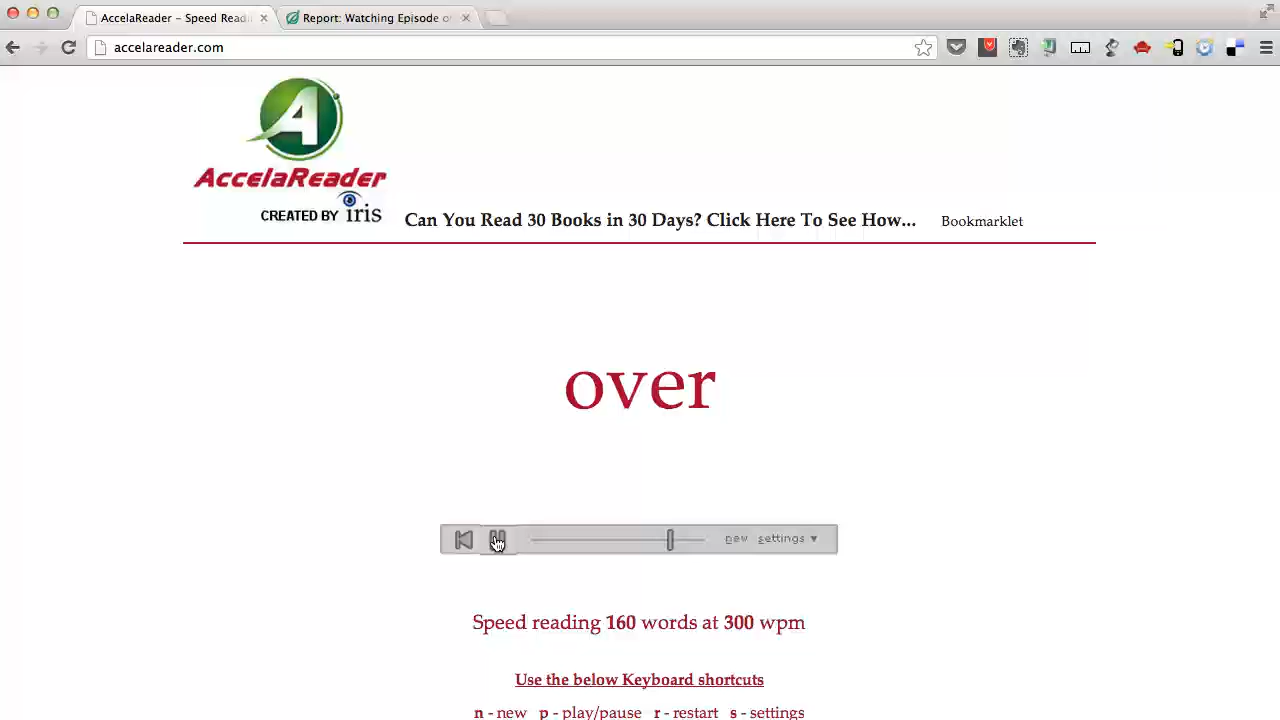 AccelaReader – Speed Readi
Report: Watching Episode o
accelareader.com
A
AccelaReader
CREATED BY iris
Can You Read 30 Books in 30 Days? Click Here To See How... Bookmarklet
over
new settings ▼
Speed reading 160 words at 300 wpm
Use the below Keyboard shortcuts
n - new p - play/pause r - restart s - settings